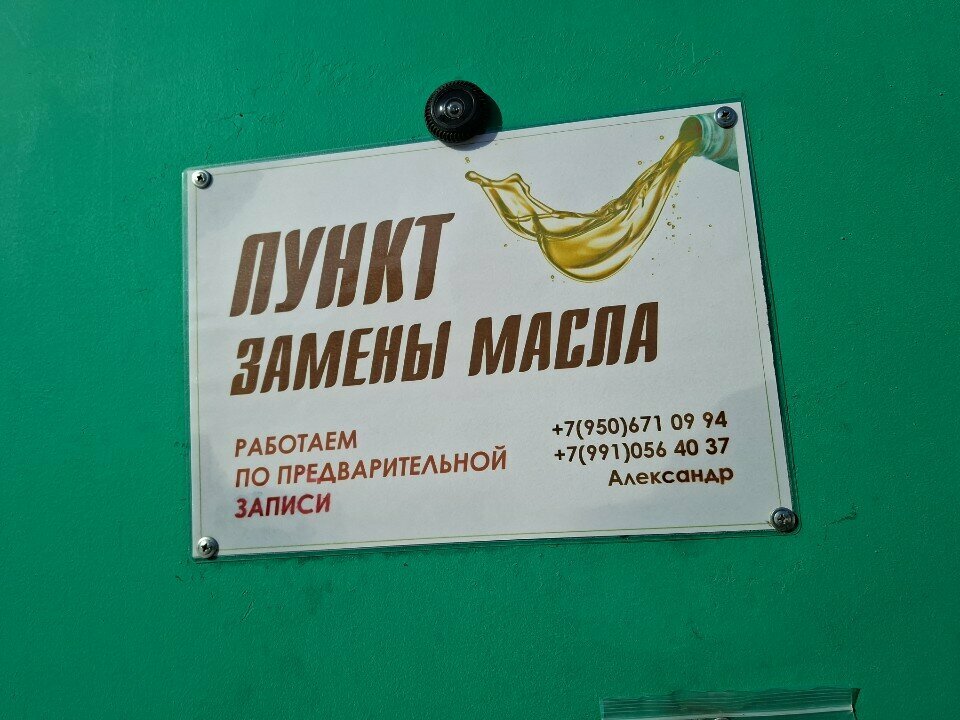 ПУНКТ
ЗАМЕНЫ МАСЛА
РАБОТАЕМ
ПО ПРЕДВАРИТЕЛЬНОЙ
ЗАПИСИ
+7(950)671 09 94
+7(991)056 40 37
Александр